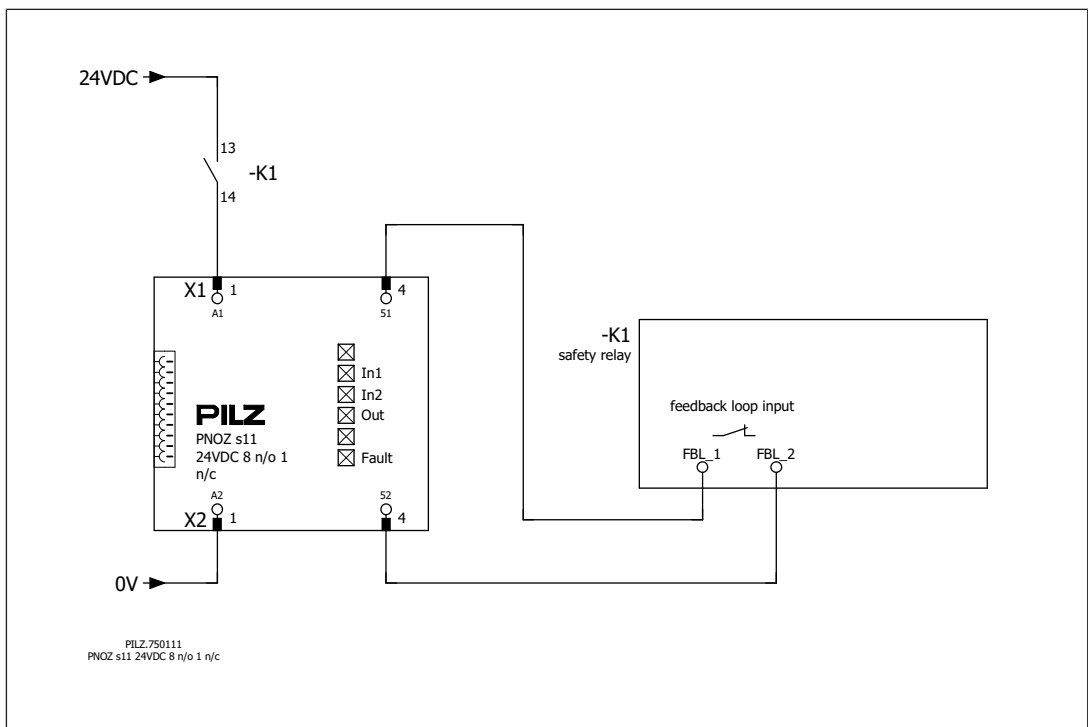 24VDC
13
-K1
14
X1 1
A1
4
51
In1
In2
Out
Fault
PILZ
PNOZ s11
24VDC 8 n/o 1
n/c
A2
X2 1
52
4
0V
-K1
safety relay
feedback loop input
FBL_1 FBL_2
PILZ.750111
PNOZ s11 24VDC 8 n/o 1 n/c